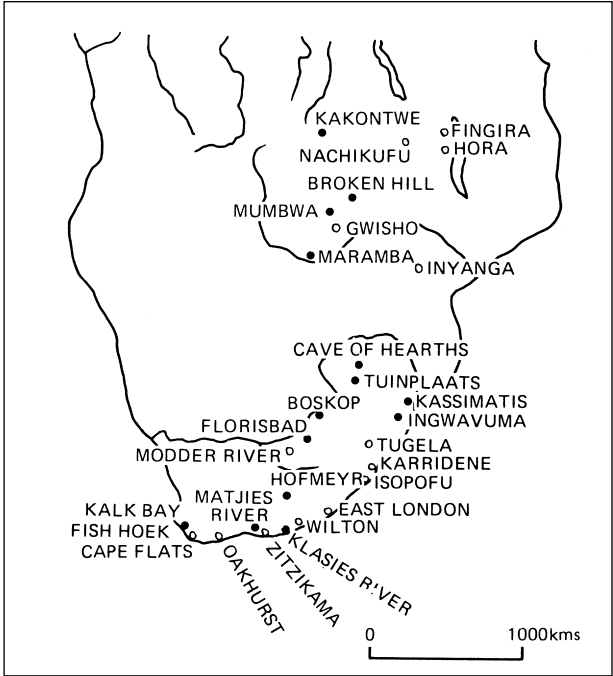 KAKONTWE
FINGIRA
NACHIKUFU
HORA
BROKEN HILL
MUMBWA
GWISHO
MARAMBA
INYANGA
CAVE OF HEARTHS
TUINPLAATS
BOSKOP
KASSIMATIS
INGWAVUMA
FLORISBAD
TUGELA
MODDER RIVER
KARRIDENE
HOFMEYR
ISOPOFU
MATJIES
RIVER
KALK BAY
EAST LONDON
FISH HOEK
WILTON
CAPE FLATS
OAKHURST
ZITZIKAMA
KLASIES RIVER
0
1000kms